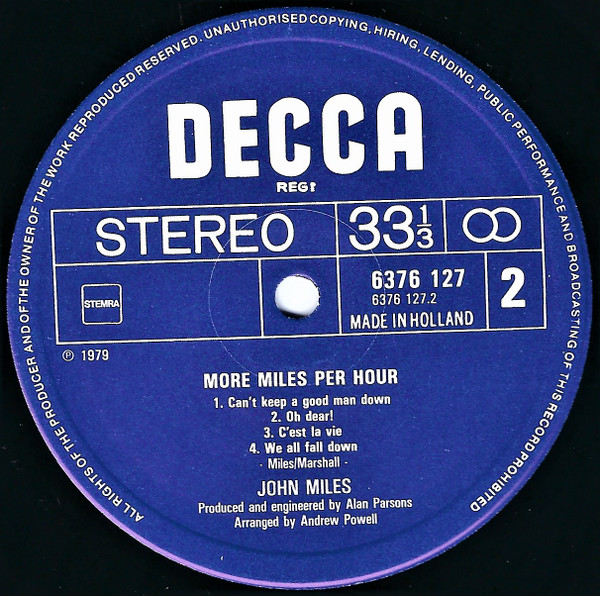 ALL RIGHTS OF THE PRODUCER AND OF THE OWNER OF THE WORK REPRODUCED RESERVED. UNAUTHORISED COPYING, HIRING, LENDING, PUBLIC PERFORMANCE AND BROADCASTING OF THIS RECORD PROHIBITED
DECCA
REGT
STEREO 33 1/3
6376 127
6376 127.2
2
STEMRA
MADE IN HOLLAND
℗ 1979
MORE MILES PER HOUR
1. Can't keep a good man down
2. Oh dear!
3. C'est la vie
4. We all fall down
- Miles/Marshall -
JOHN MILES
Produced and engineered by Alan Parsons
Arranged by Andrew Powell